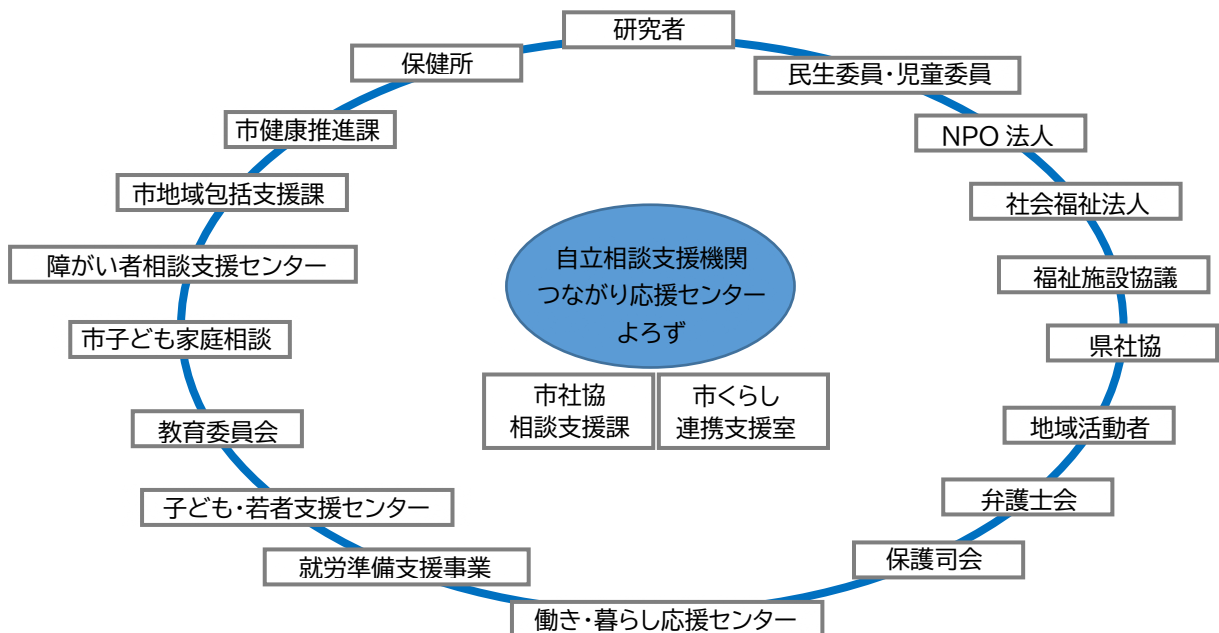 研究者
保健所
民生委員・児童委員
市健康推進課
NPO 法人
市地域包括支援課
社会福祉法人
障がい者相談支援センター
自立相談支援機関
つながり応援センター
よろず
福祉施設協議
市子ども家庭相談
県社協
市社協
相談支援課
市くらし
連携支援室
教育委員会
地域活動者
子ども・若者支援センター
弁護士会
就労準備支援事業
保護司会
働き・暮らし応援センター